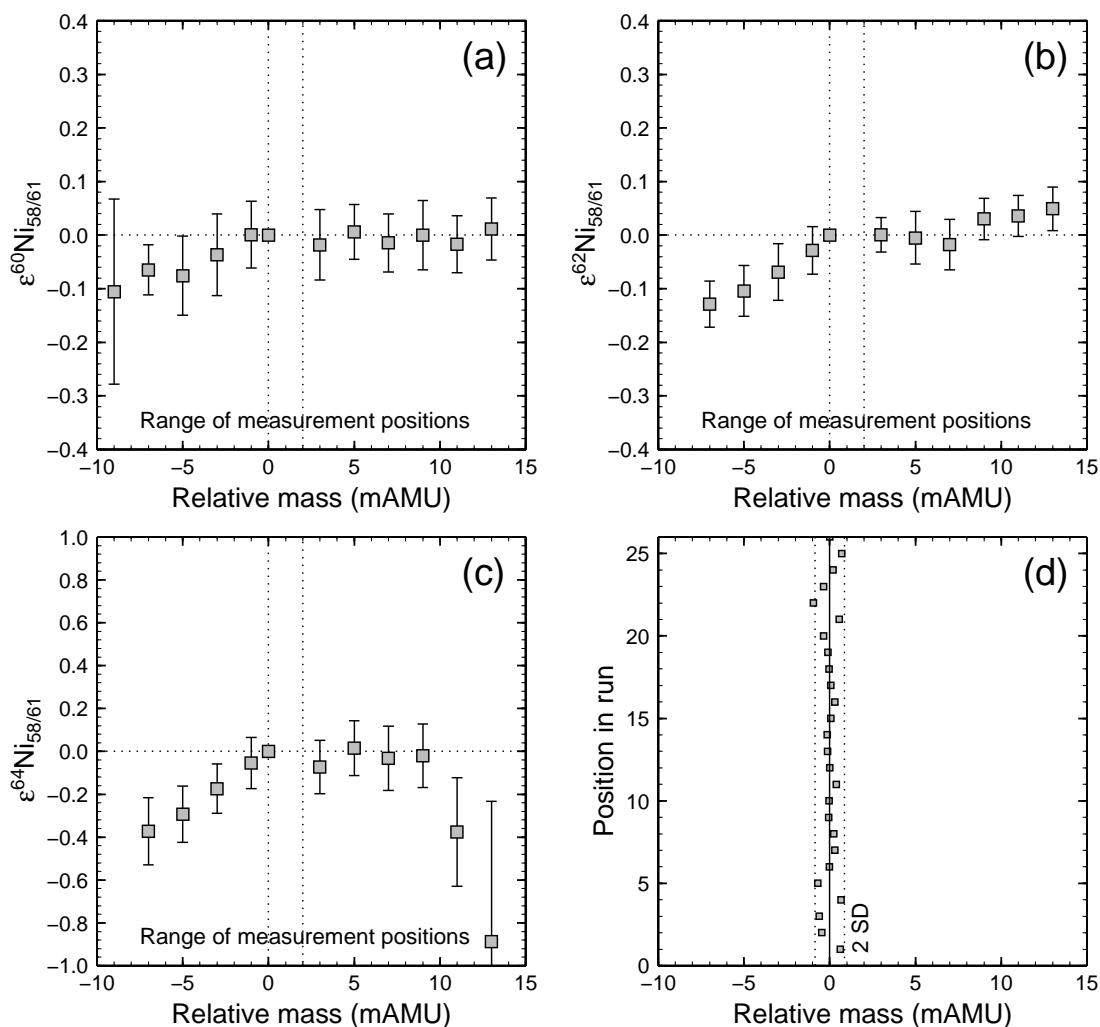 (a)
0.4
0.3
0.2
0.1
0.0
−0.1
−0.2
−0.3
−0.4
ε⁶⁰Ni₅₈/₆₁
Range of measurement positions
−10 −5 0 5 10 15
Relative mass (mAMU)
(b)
0.4
0.3
0.2
0.1
0.0
−0.1
−0.2
−0.3
−0.4
ε⁶²Ni₅₈/₆₁
Range of measurement positions
−10 −5 0 5 10 15
Relative mass (mAMU)
(c)
1.0
0.8
0.6
0.4
0.2
0.0
−0.2
−0.4
−0.6
−0.8
−1.0
ε⁶⁴Ni₅₈/₆₁
Range of measurement positions
−10 −5 0 5 10 15
Relative mass (mAMU)
(d)
25
20
15
10
5
0
Position in run
2 SD
−10 −5 0 5 10 15
Relative mass (mAMU)